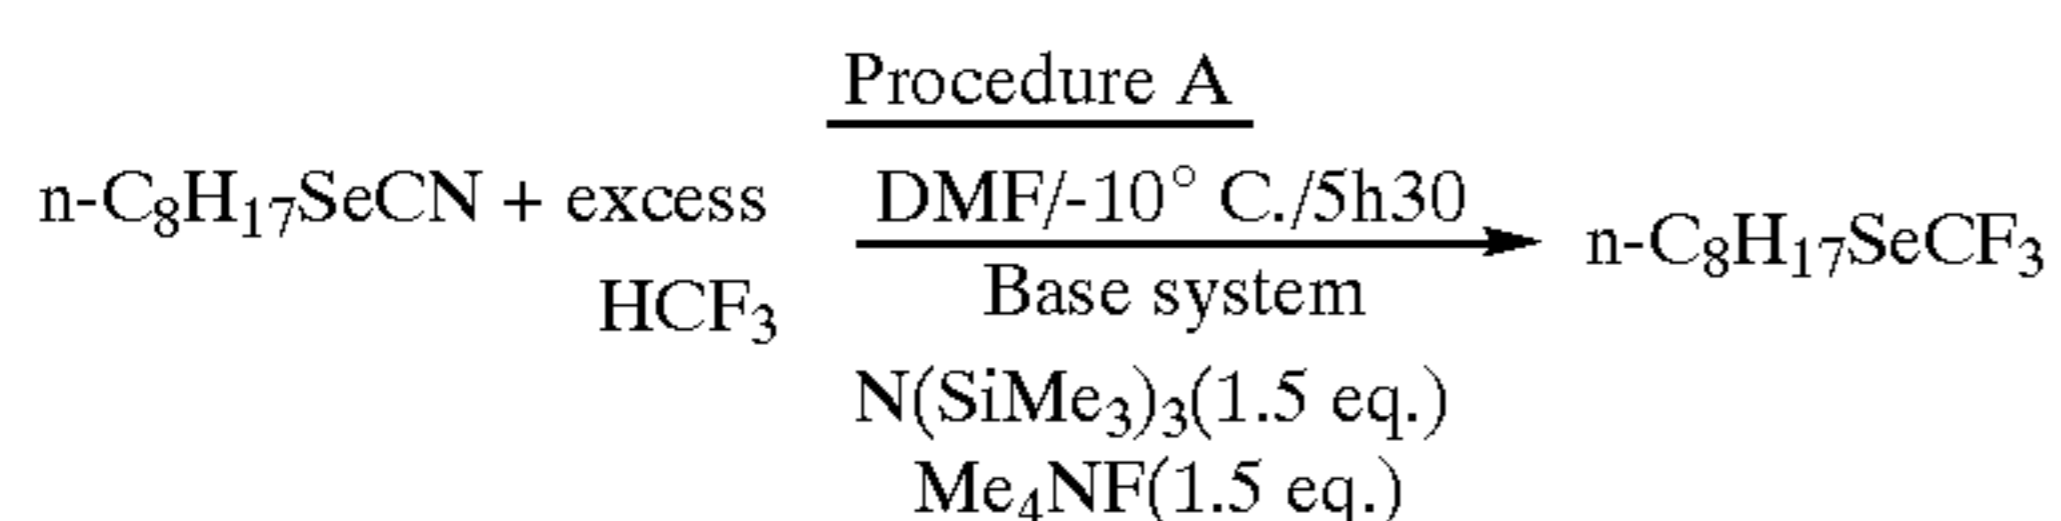 Procedure A
n-C₈H₁₇SeCN + excess
HCF₃
DMF/-10° C./5h30
Base system
N(SiMe₃)₃(1.5 eq.)
Me₄NF(1.5 eq.)
n-C₈H₁₇SeCF₃